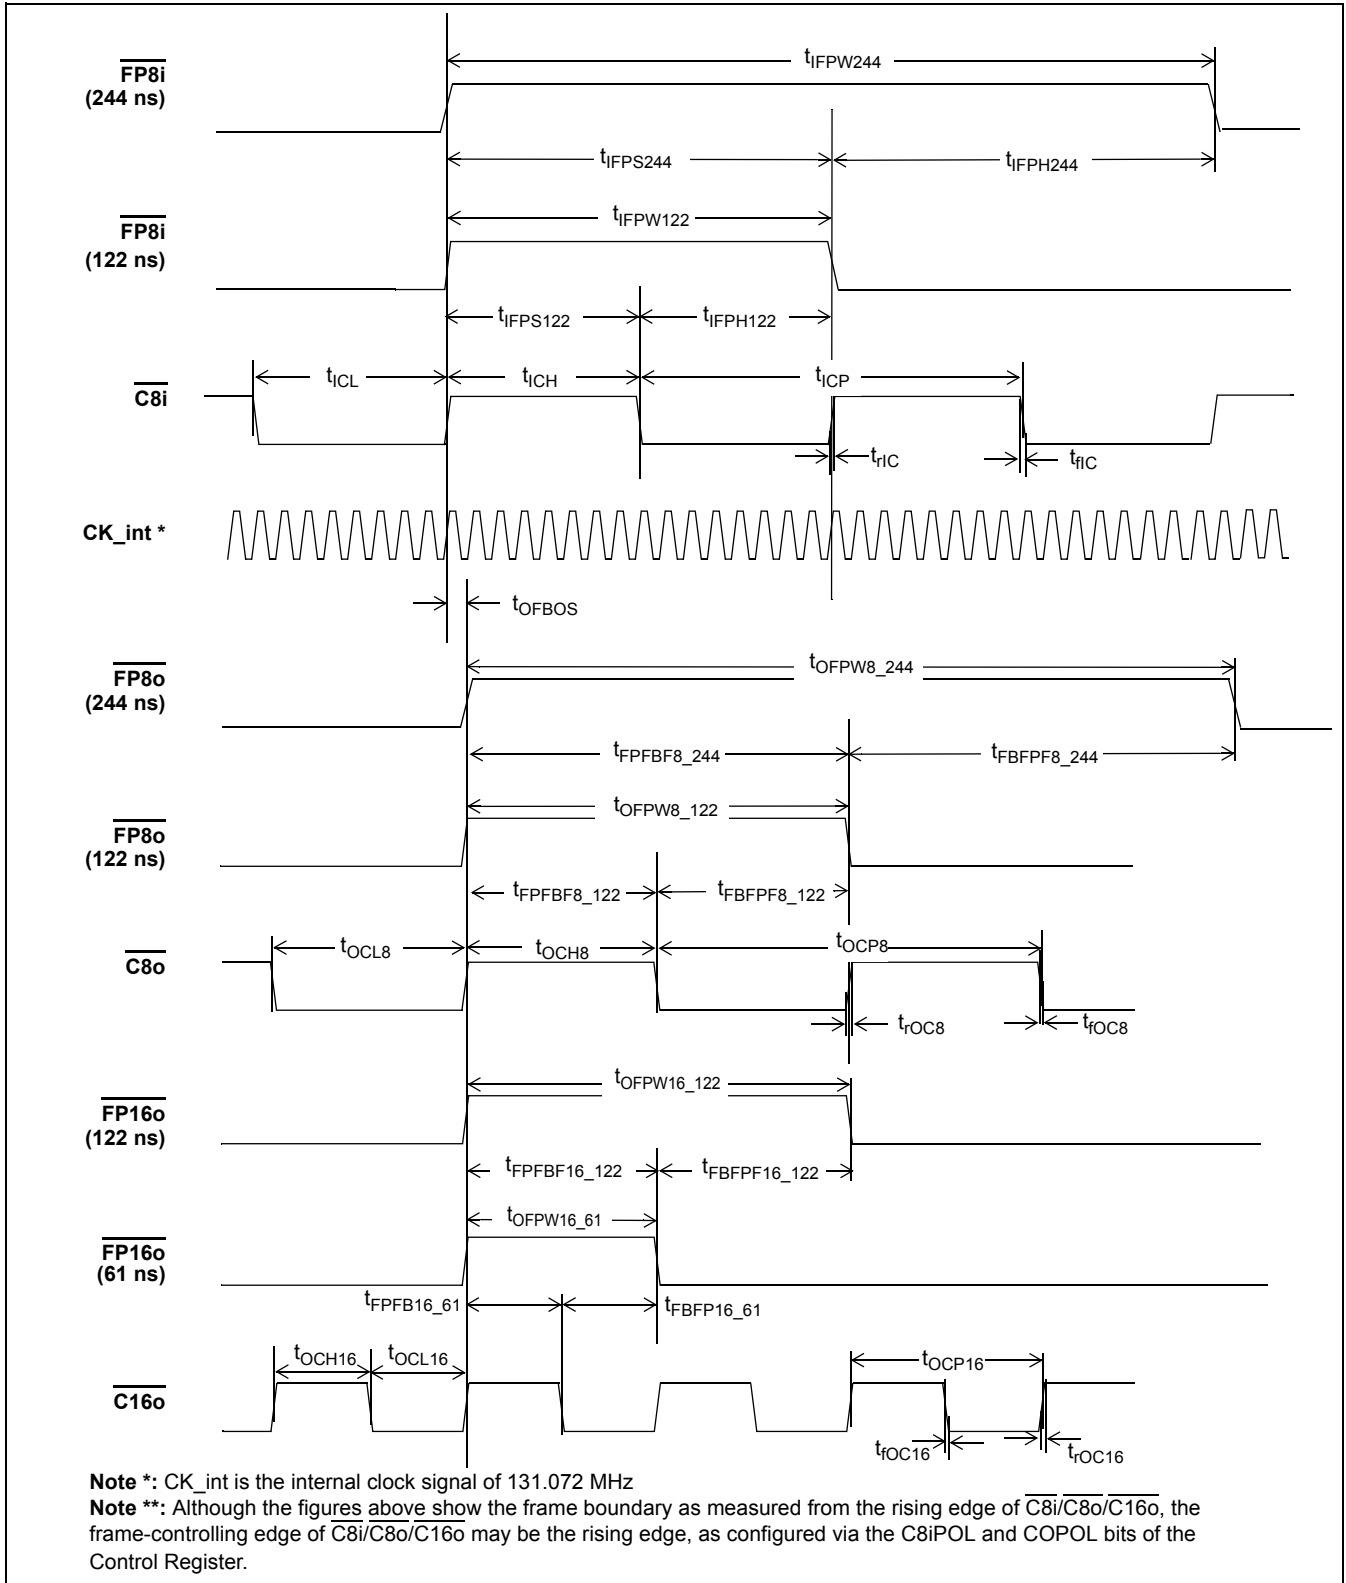 tIFPW244
FP8i
(244 ns)
tIFPS244
tIFPH244
tIFPW122
FP8i
(122 ns)
tIFPS122
tIFPH122
tICL
tICH
tICP
C8i
trIC
tfIC
CK_int *
tOFBOS
tOFPW8_244
FP8o
(244 ns)
tFPFBF8_244
tFBFPF8_244
tOFPW8_122
FP8o
(122 ns)
tFPFBF8_122
tFBFPF8_122
tOCL8
tOCH8
tOCP8
C8o
trOC8
tfOC8
tOFPW16_122
FP16o
(122 ns)
tFPFBF16_122
tFBFPF16_122
tOFPW16_61
FP16o
(61 ns)
tFPFB16_61
tFBFP16_61
tOCH16
tOCL16
tOCP16
C16o
tfOC16
trOC16
Note *: CK_int is the internal clock signal of 131.072 MHz
Note **: Although the figures above show the frame boundary as measured from the rising edge of C8i/C8o/C16o, the
frame-controlling edge of C8i/C8o/C16o may be the rising edge, as configured via the C8iPOL and COPOL bits of the
Control Register.